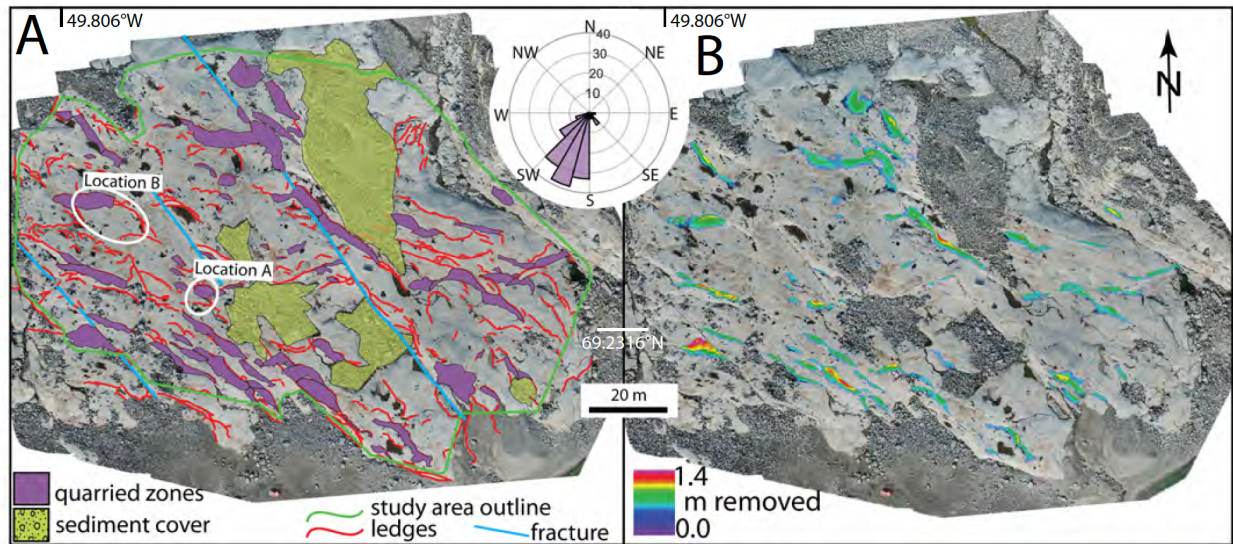 A
49.806°W
N
40
30
20
10
NW
NE
W
E
SW
SE
S
49.806°W
B
N
Location B
Location A
69.2316°N
20 m
quarried zones
sediment cover
study area outline
ledges
fracture
1.4
m removed
0.0